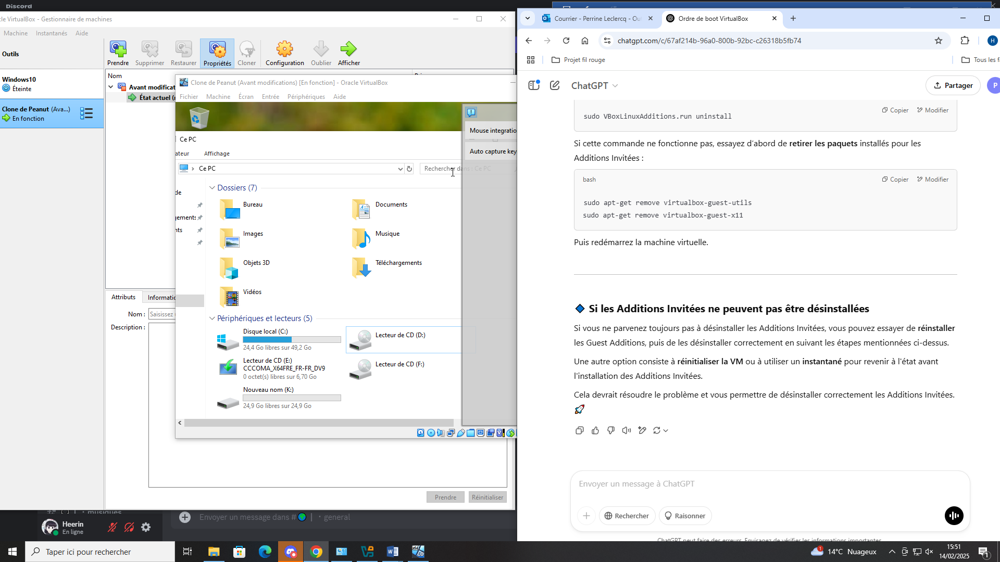 Discord
cle VirtualBox - Gestionnaire de machines
Machine Instantanés Aide
Outils
Prendre Supprimer Restaurer Propriétés Cloner Configuration Oublier Afficher
Windows10
Éteinte
Clone de Peanut (Ava...)
En fonction
Nom
Avant modificat
État actuel (
Attributs Informatic
Nom : Saisissez
Description :
Prendre Réinitialiser
Clone de Peanut (Avant modifications) [En fonction] - Oracle VirtualBox
Fichier Machine Écran Entrée Périphériques Aide
Ce PC
ateur Affichage
Ce PC
Rechercher dans : Ce PC
Mouse integratio
Auto capture key
de
gements
nts
Dossiers (7)
Bureau
Documents
Images
Musique
Objets 3D
Téléchargements
Vidéos
Périphériques et lecteurs (5)
Disque local (C:)
24,4 Go libres sur 49,2 Go
Lecteur de CD (D:)
Lecteur de CD (E:)
CCCOMA_X64FRE_FR-FR_DV9
0 octet(s) libres sur 6,70 Go
Lecteur de CD (F:)
Nouveau nom (K:)
24,9 Go libres sur 24,9 Go
musiques
Envoyer un message dans # | · general
Heerin
En ligne
Courrier - Perrine Leclercq - Ou
Ordre de boot VirtualBox
chatgpt.com/c/67af214b-96a0-800b-92bc-c26318b5fb74
H
Projet fil rouge
Tous les fa
ChatGPT
Partager
P
Copier Modifier
sudo VBoxLinuxAdditions.run uninstall
Si cette commande ne fonctionne pas, essayez d’abord de retirer les paquets installés pour les
Additions Invitées :
bash
Copier Modifier
sudo apt-get remove virtualbox-guest-utils
sudo apt-get remove virtualbox-guest-x11
Puis redémarrez la machine virtuelle.
Si les Additions Invitées ne peuvent pas être désinstallées
Si vous ne parvenez toujours pas à désinstaller les Additions Invitées, vous pouvez essayer de réinstaller
les Guest Additions, puis de les désinstaller correctement en suivant les étapes mentionnées ci-dessus.
Une autre option consiste à réinitialiser la VM ou à utiliser un instantané pour revenir à l'état avant
l'installation des Additions Invitées.
Cela devrait résoudre le problème et vous permettre de désinstaller correctement les Additions Invitées.
Envoyer un message à ChatGPT
Rechercher Raisonner
ChatGPT peut faire des erreurs. Envisagez de vérifier les informations importantes.
Taper ici pour rechercher
1
14°C Nuageux
15:51
14/02/2025
1